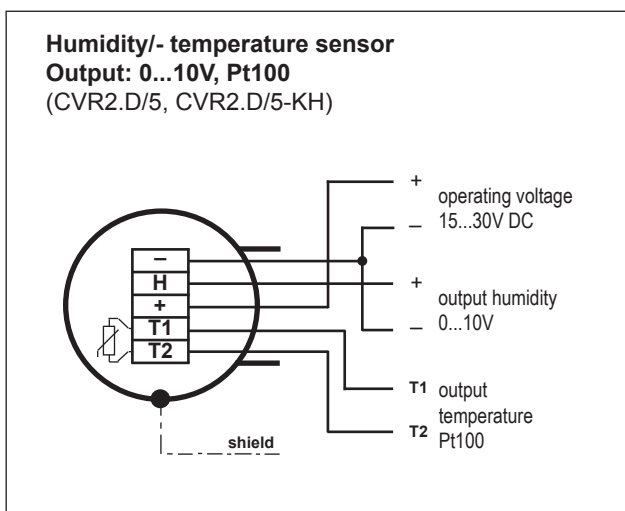 Humidity/- temperature sensor
Output: 0...10V, Pt100
(CVR2.D/5, CVR2.D/5-KH)
+
operating voltage
– 15...30V DC
–
H
+
T1
T2
+
output humidity
– 0...10V
T1 output
temperature
T2 Pt100
shield